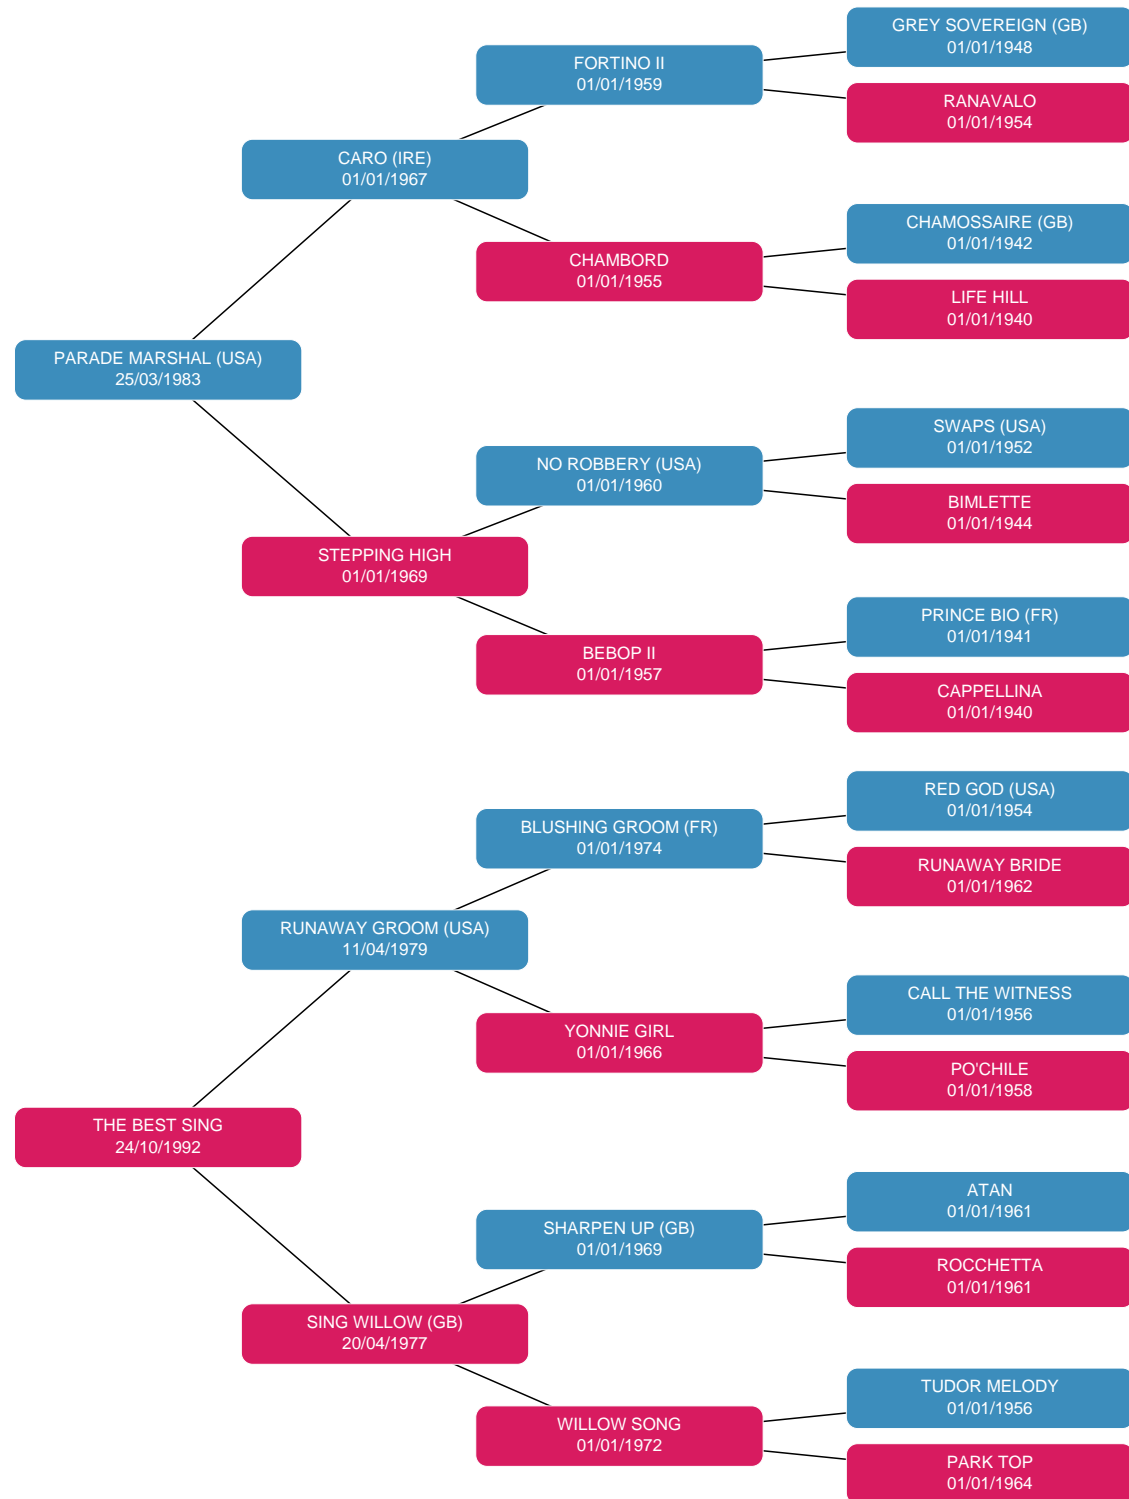 GREY SOVEREIGN (GB)
01/01/1948
FORTINO II
01/01/1959
RANAVALO
01/01/1954
CARO (IRE)
01/01/1967
CHAMOSSAIRE (GB)
01/01/1942
CHAMBORD
01/01/1955
LIFE HILL
01/01/1940
PARADE MARSHAL (USA)
25/03/1983
SWAPS (USA)
01/01/1952
NO ROBBERY (USA)
01/01/1960
BIMLETTE
01/01/1944
STEPPING HIGH
01/01/1969
PRINCE BIO (FR)
01/01/1941
BEBOP II
01/01/1957
CAPPELLINA
01/01/1940
RED GOD (USA)
01/01/1954
BLUSHING GROOM (FR)
01/01/1974
RUNAWAY BRIDE
01/01/1962
RUNAWAY GROOM (USA)
11/04/1979
CALL THE WITNESS
01/01/1956
YONNIE GIRL
01/01/1966
PO'CHILE
01/01/1958
THE BEST SING
24/10/1992
ATAN
01/01/1961
SHARPEN UP (GB)
01/01/1969
ROCCHETTA
01/01/1961
SING WILLOW (GB)
20/04/1977
TUDOR MELODY
01/01/1956
WILLOW SONG
01/01/1972
PARK TOP
01/01/1964